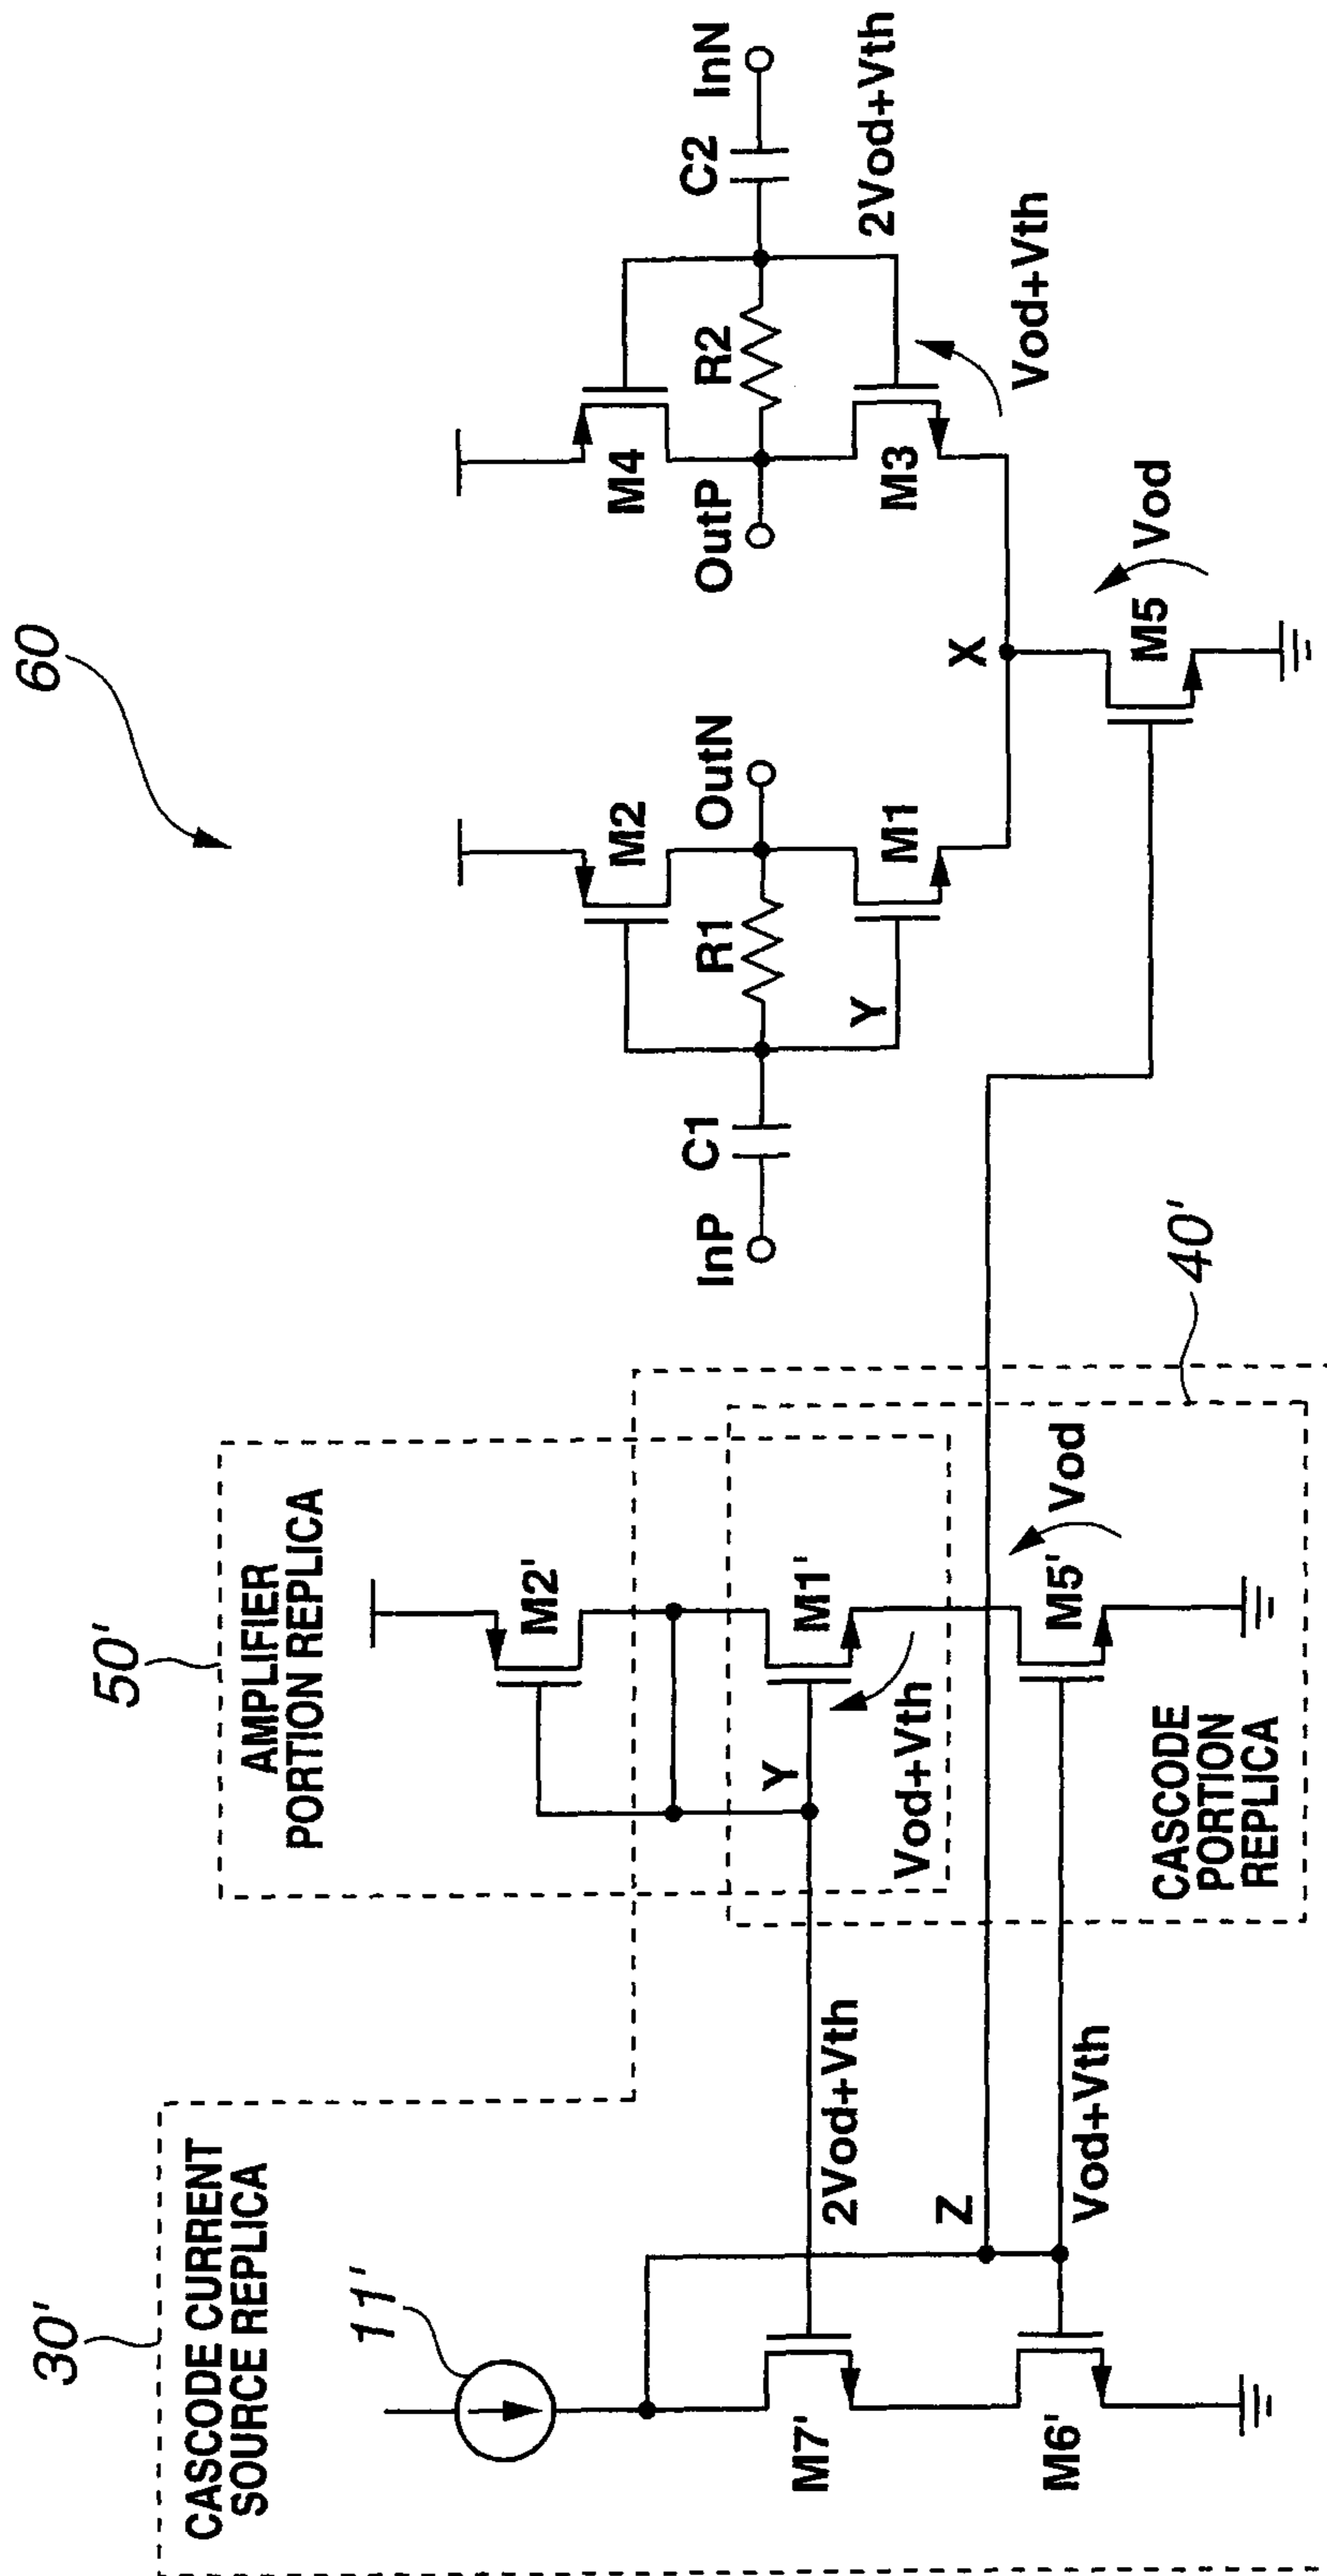 60
30'
CASCODE CURRENT
SOURCE REPLICA
11'
M7'
M6'
2Vod+Vth
Z
Vod+Vth
50'
AMPLIFIER
PORTION REPLICA
M2'
Y
M1'
Vod+Vth
M5'
Vod
CASCODE
PORTION
REPLICA
40'
InP
C1
R1
Y
M2
OutN
M1
X
M5
Vod
M4
OutP
R2
M3
C2
InN
2Vod+Vth
Vod+Vth